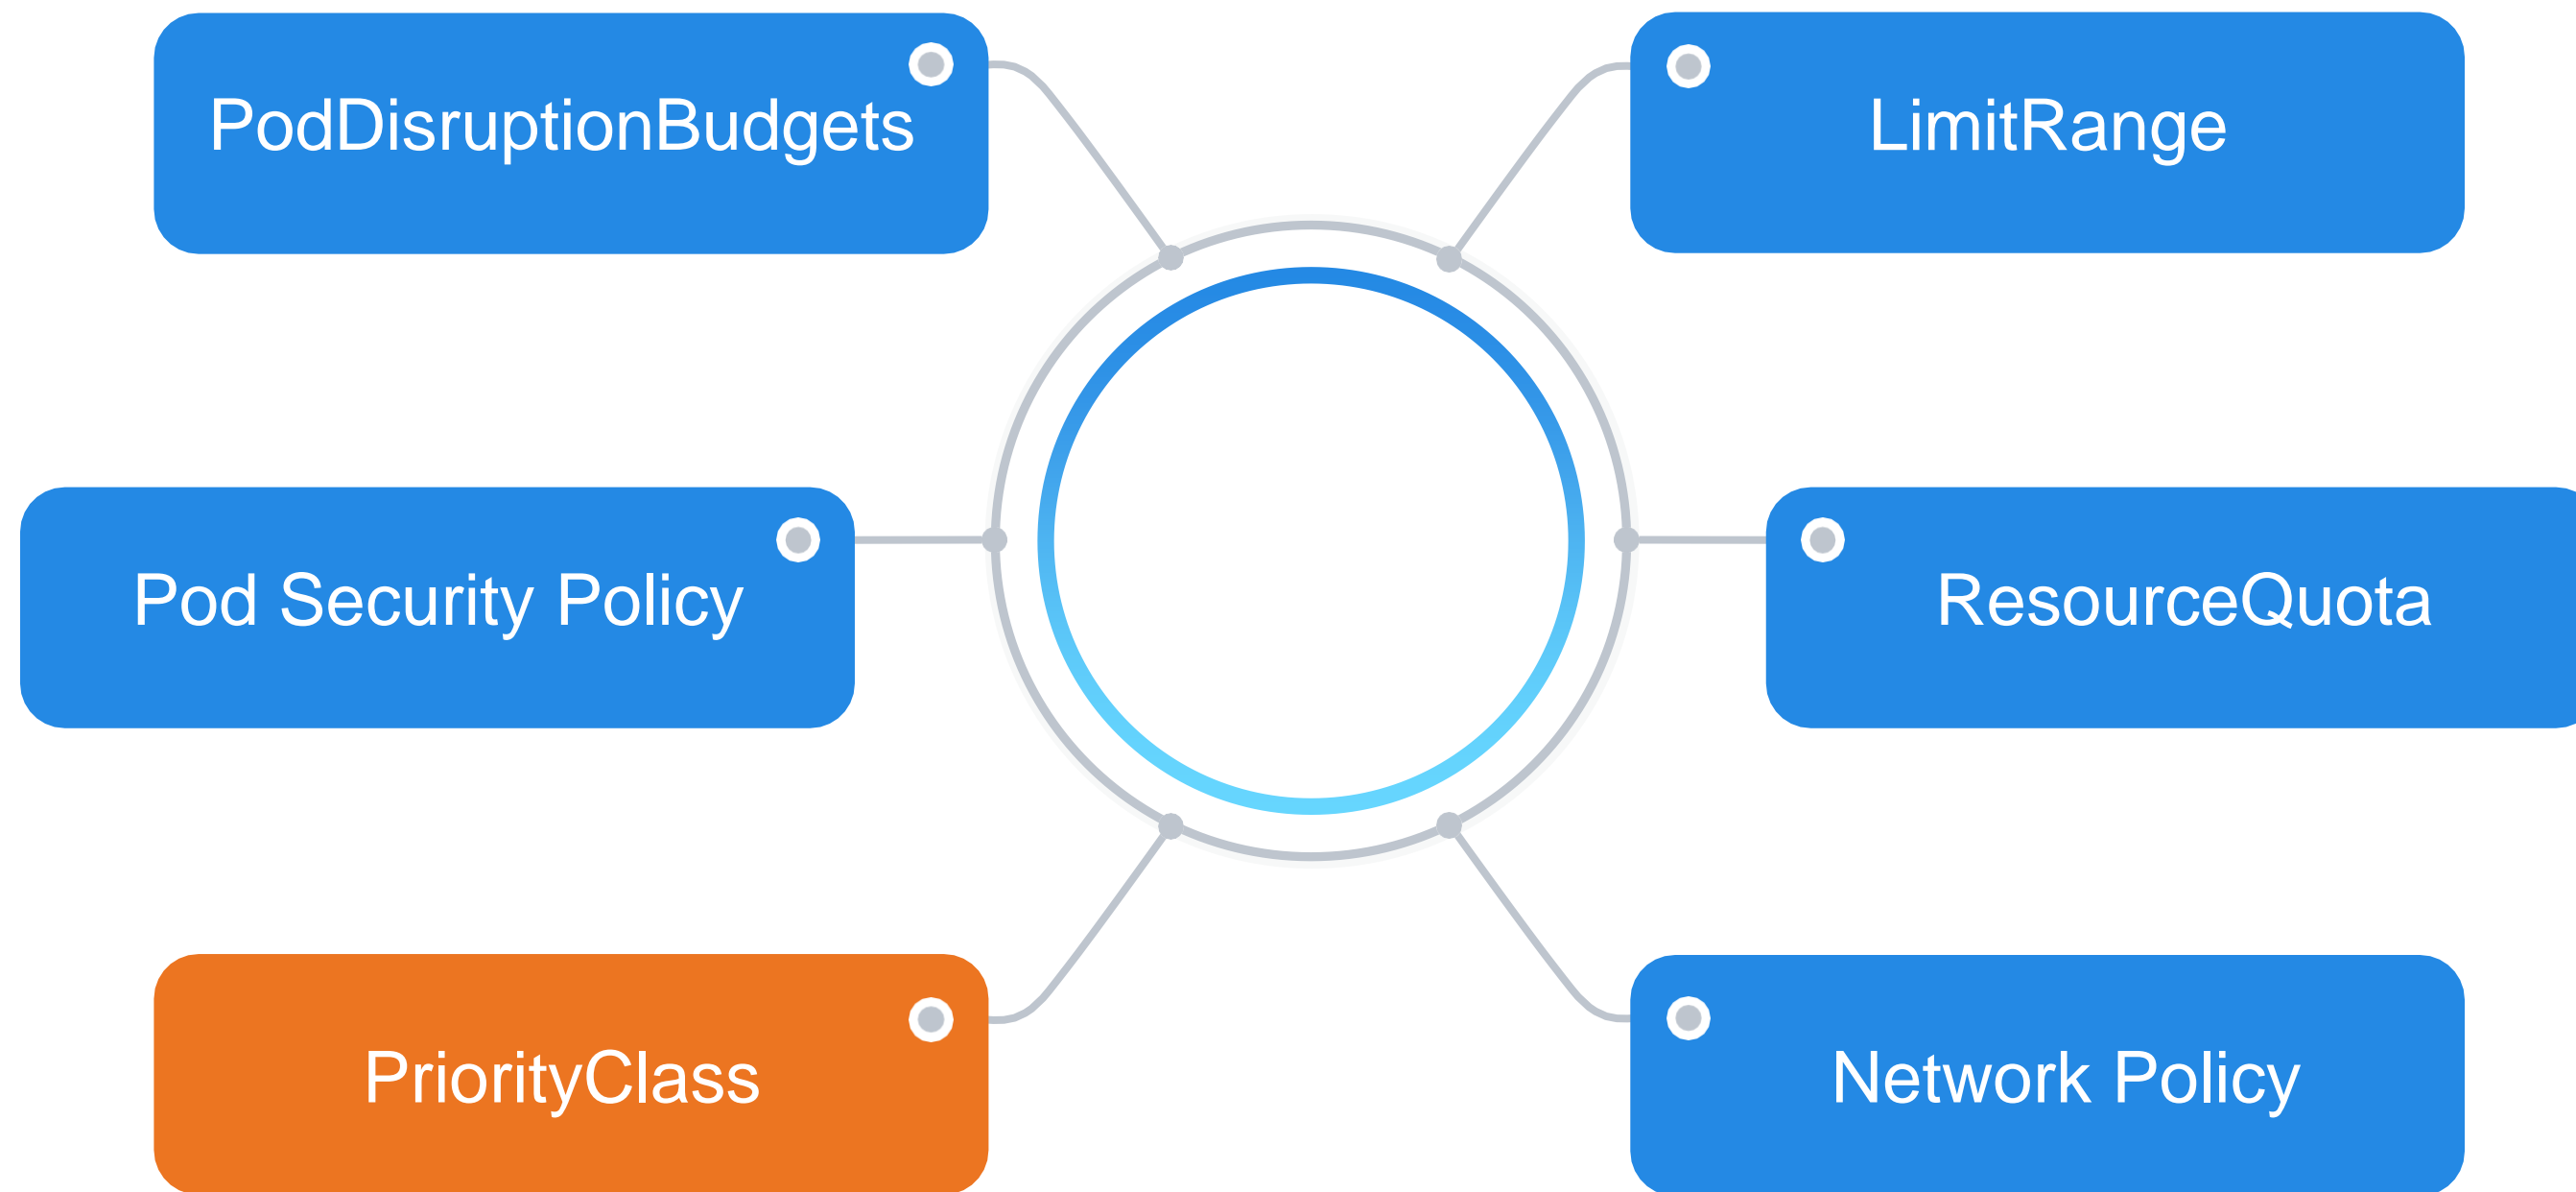 PodDisruptionBudgets
LimitRange
Pod Security Policy
ResourceQuota
PriorityClass
Network Policy